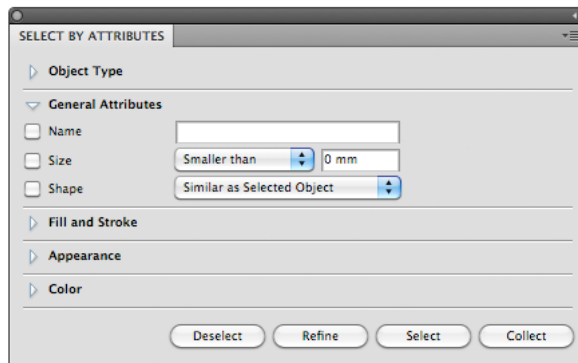 SELECT BY ATTRIBUTES
Object Type
General Attributes
Name
Size Smaller than 0 mm
Shape Similar as Selected Object
Fill and Stroke
Appearance
Color
Deselect Refine Select Collect